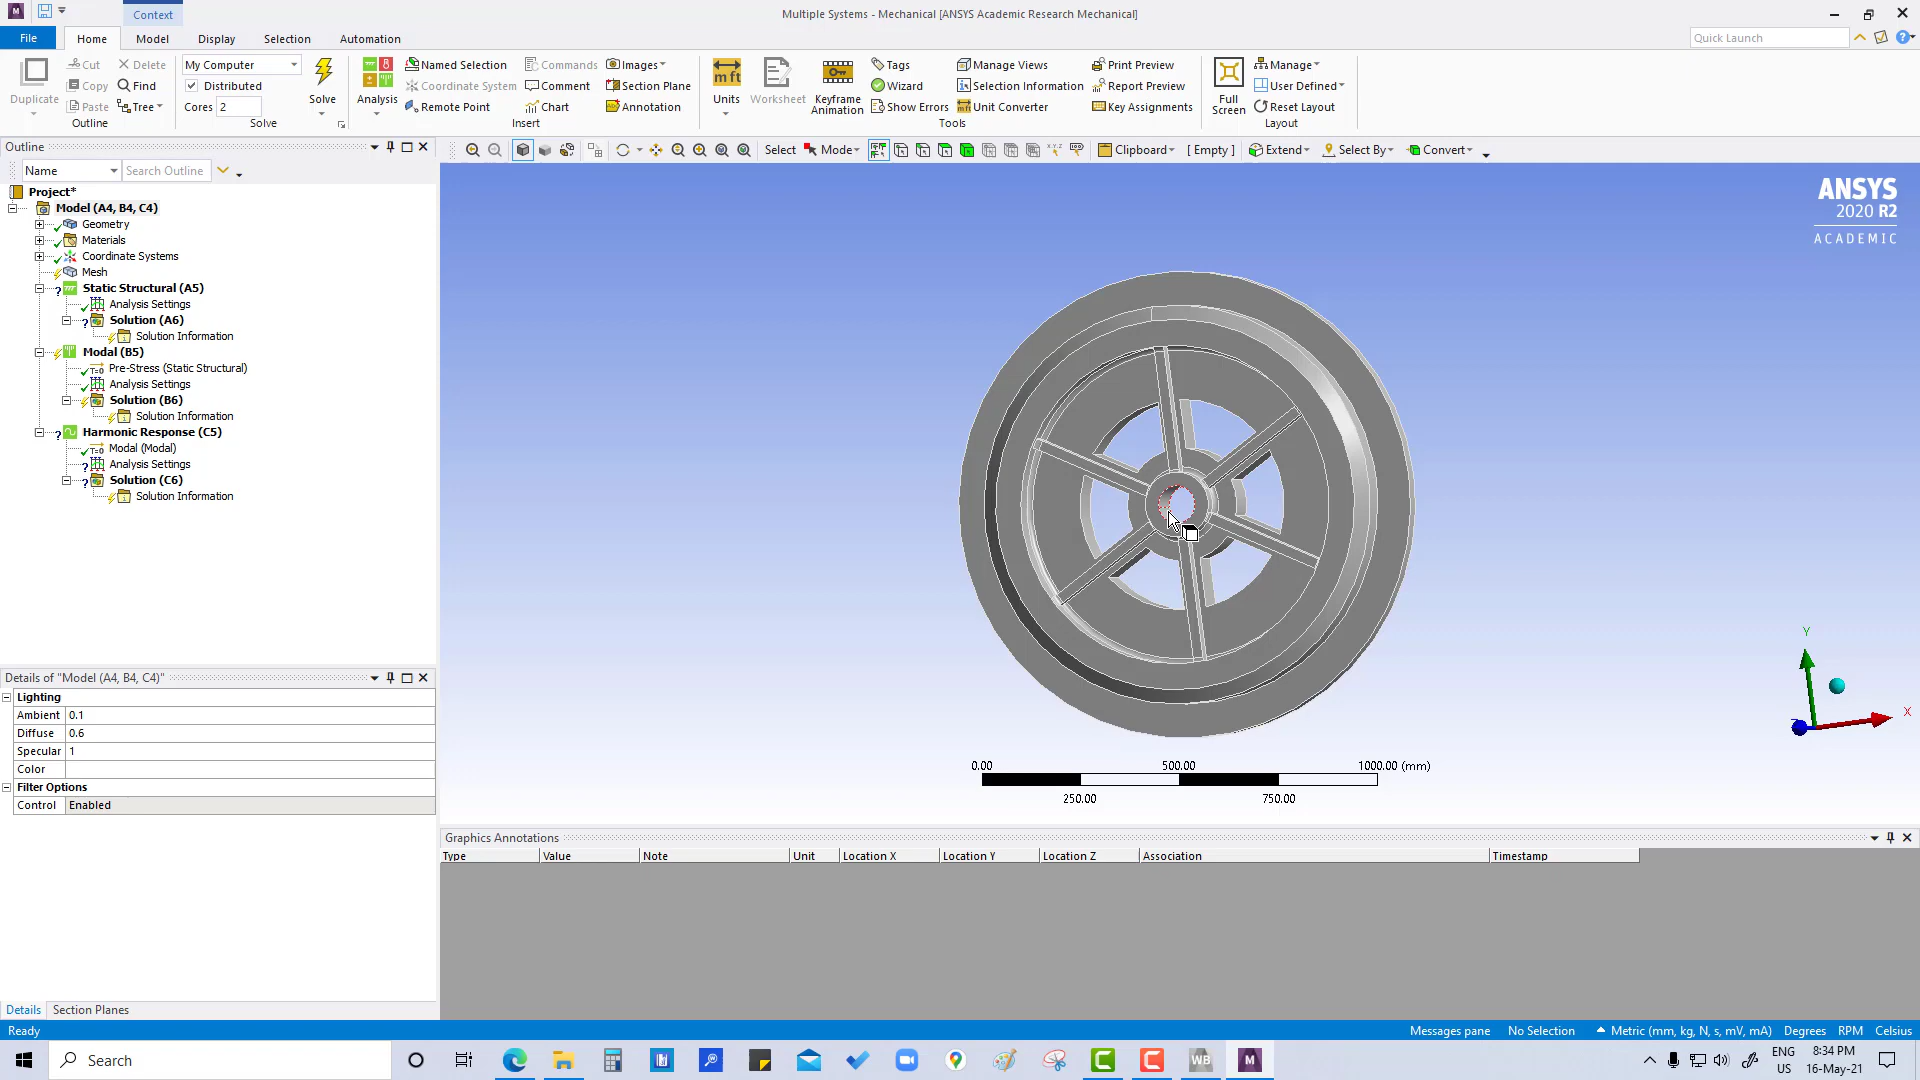 Context
Multiple Systems - Mechanical [ANSYS Academic Research Mechanical]
File Home Model Display Selection Automation
Quick Launch
Duplicate
Cut
Copy
Paste
Delete
Find
Tree
Outline
My Computer
Distributed
Cores 2
Solve
Solve
Analysis
Named Selection
Coordinate System
Remote Point
Commands
Comment
Chart
Images
Section Plane
Annotation
Insert
Units
Worksheet
Keyframe Animation
Tags
Wizard
Show Errors
Manage Views
Selection Information
Unit Converter
Print Preview
Report Preview
Key Assignments
Tools
Full Screen
Manage
User Defined
Reset Layout
Layout
Outline
Name
Search Outline
Select Mode Clipboard [ Empty ] Extend Select By Convert
Project*
Model (A4, B4, C4)
Geometry
Materials
Coordinate Systems
Mesh
Static Structural (A5)
Analysis Settings
Solution (A6)
Solution Information
Modal (B5)
Pre-Stress (Static Structural)
Analysis Settings
Solution (B6)
Solution Information
Harmonic Response (C5)
Modal (Modal)
Analysis Settings
Solution (C6)
Solution Information
ANSYS
2020 R2
ACADEMIC
Y
X
Z
0.00 500.00 1000.00 (mm)
250.00 750.00
Details of "Model (A4, B4, C4)"
Lighting
Ambient 0.1
Diffuse 0.6
Specular 1
Color
Filter Options
Control Enabled
Graphics Annotations
Type Value Note Unit Location X Location Y Location Z Association Timestamp
Details Section Planes
Ready
Messages pane No Selection Metric (mm, kg, N, s, mV, mA) Degrees RPM Celsius
Search
WB
M
ENG
US
8:34 PM
16-May-21